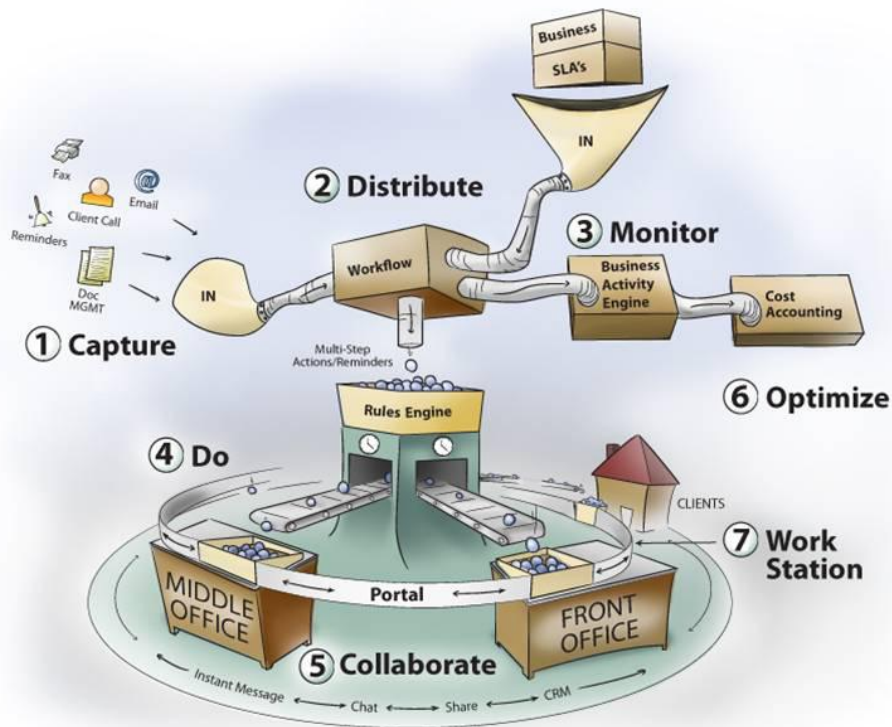 Business
SLA's
IN
Fax
Client Call
Email
Reminders
Doc
MGMT
IN
1 Capture
2 Distribute
Workflow
3 Monitor
Business
Activity
Engine
Cost
Accounting
Multi-Step
Actions/Reminders
6 Optimize
Rules Engine
4 Do
CLIENTS
7 Work
Station
MIDDLE
OFFICE
Portal
FRONT
OFFICE
5 Collaborate
Instant Message
Chat
Share
CRM